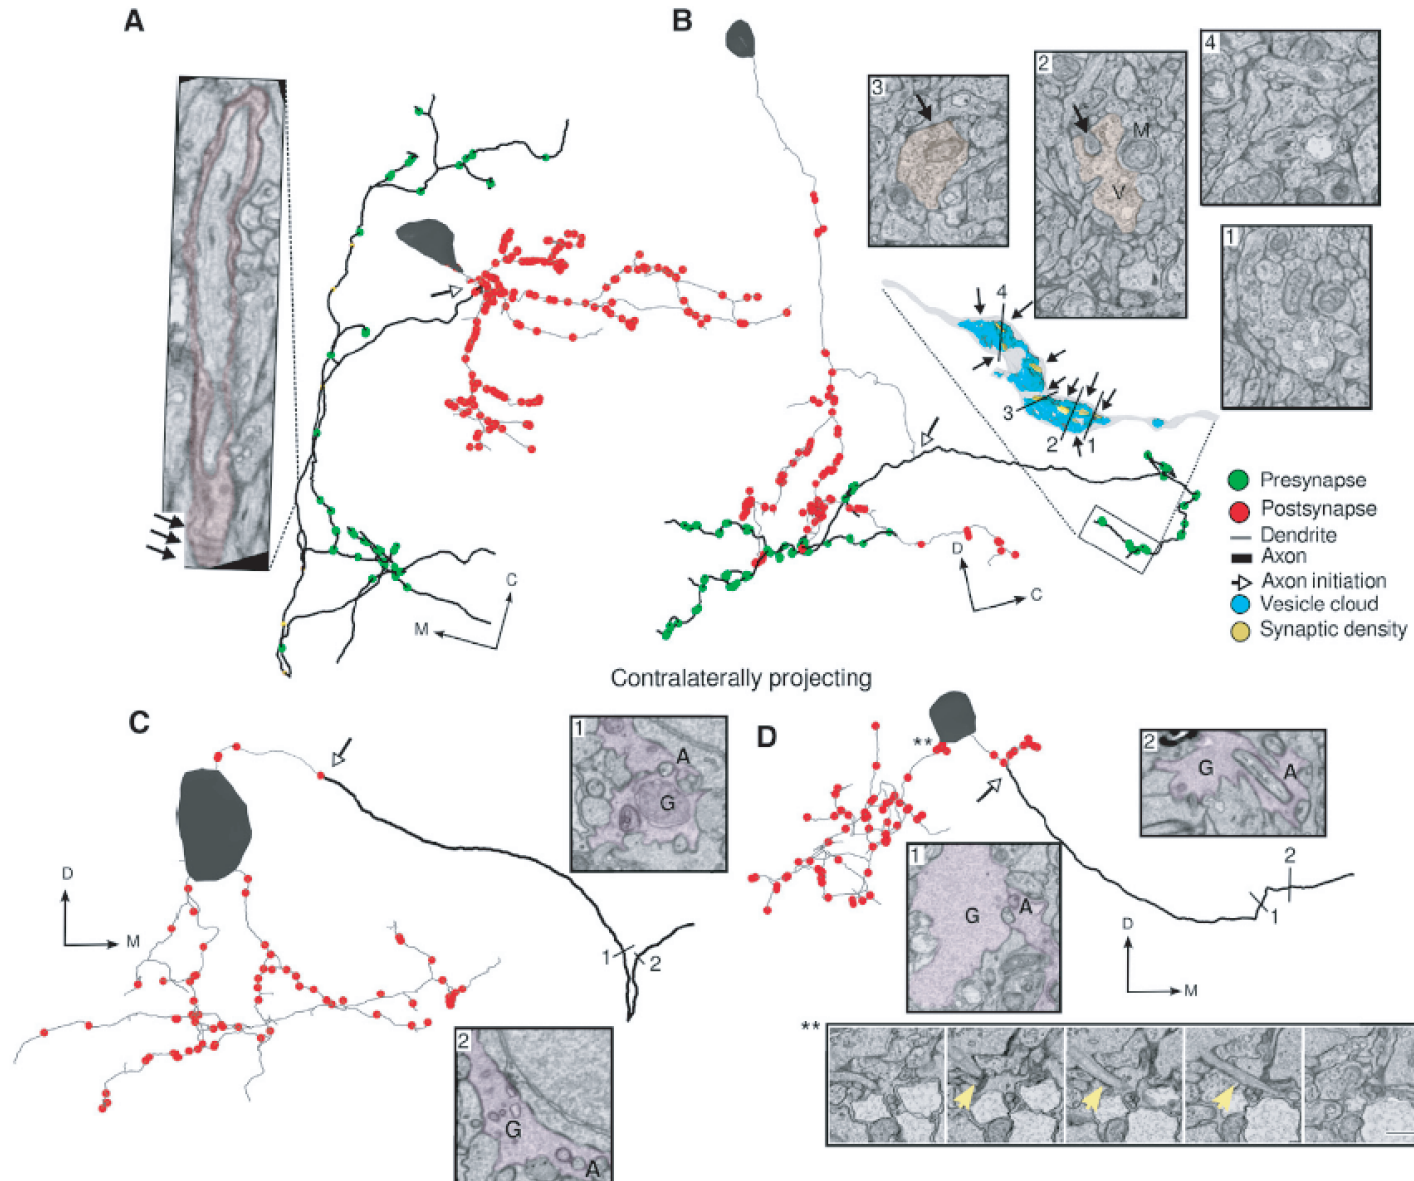 A
B
4
2
3
M
V
1
4
3
2
1
Presynapse
Postsynapse
Dendrite
Axon
Axon initiation
Vesicle cloud
Synaptic density
C
M
D
C
Contralaterally projecting
C
1
A
G
D
**
2
G
A
1
G
A
2
1
D
M
1
2
D
M
2
G
A
**